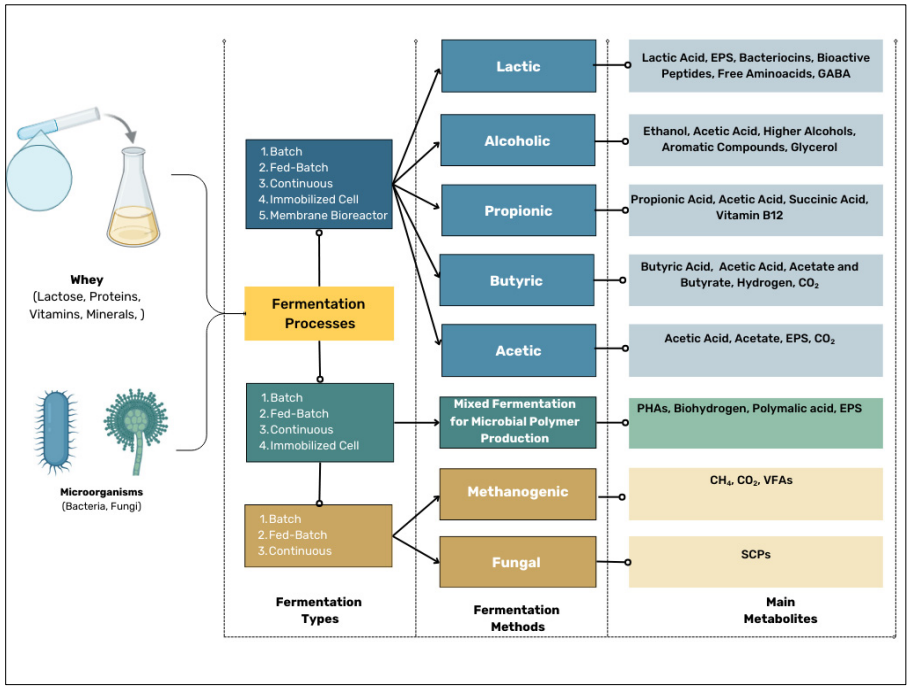 Whey
(Lactose, Proteins,
Vitamins, Minerals, )
Microorganisms
(Bacteria, Fungi)
1. Batch
2. Fed-Batch
3. Continuous
4. Immobilized Cell
5. Membrane Bioreactor
Fermentation
Processes
1. Batch
2. Fed-Batch
3. Continuous
4. Immobilized Cell
1. Batch
2. Fed-Batch
3. Continuous
Fermentation
Types
Lactic
Alcoholic
Propionic
Butyric
Acetic
Mixed Fermentation
for Microbial Polymer
Production
Methanogenic
Fungal
Fermentation
Methods
Lactic Acid, EPS, Bacteriocins, Bioactive
Peptides, Free Aminoacids, GABA
Ethanol, Acetic Acid, Higher Alcohols,
Aromatic Compounds, Glycerol
Propionic Acid, Acetic Acid, Succinic Acid,
Vitamin B12
Butyric Acid, Acetic Acid, Acetate and
Butyrate, Hydrogen, CO₂
Acetic Acid, Acetate, EPS, CO₂
PHAs, Biohydrogen, Polymalic acid, EPS
CH₄, CO₂, VFAs
SCPs
Main
Metabolites